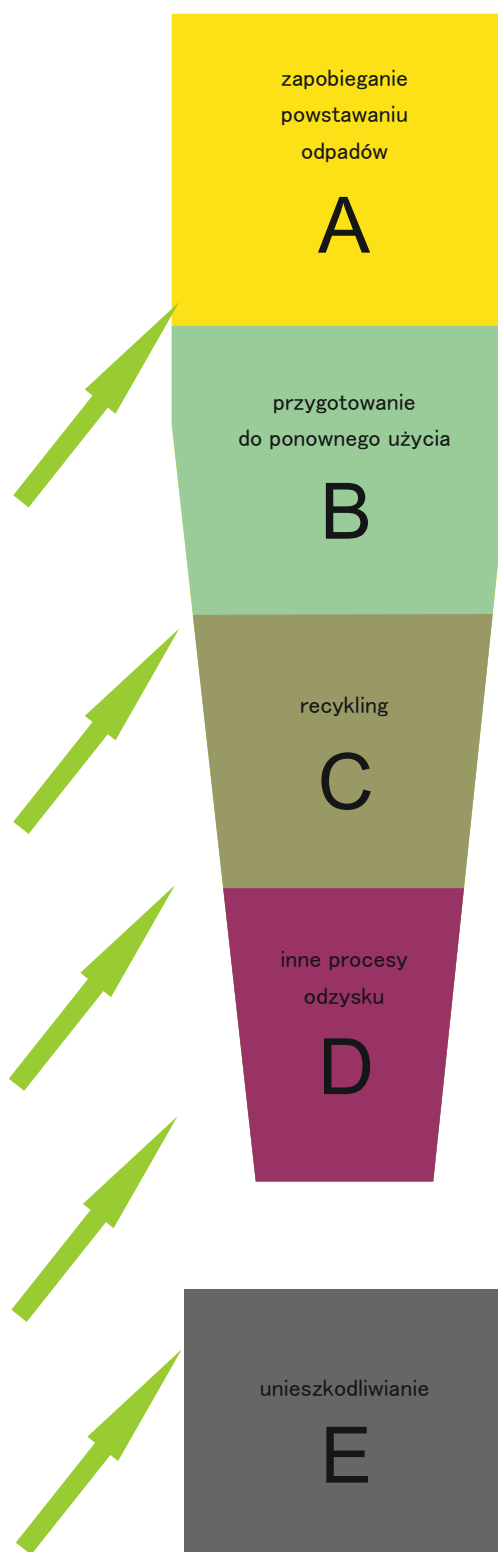 zapobieganie
powstawaniu
odpadów
A
przygotowanie
do ponownego użycia
B
recykling
C
inne procesy
odzysku
D
unieszkodliwianie
E